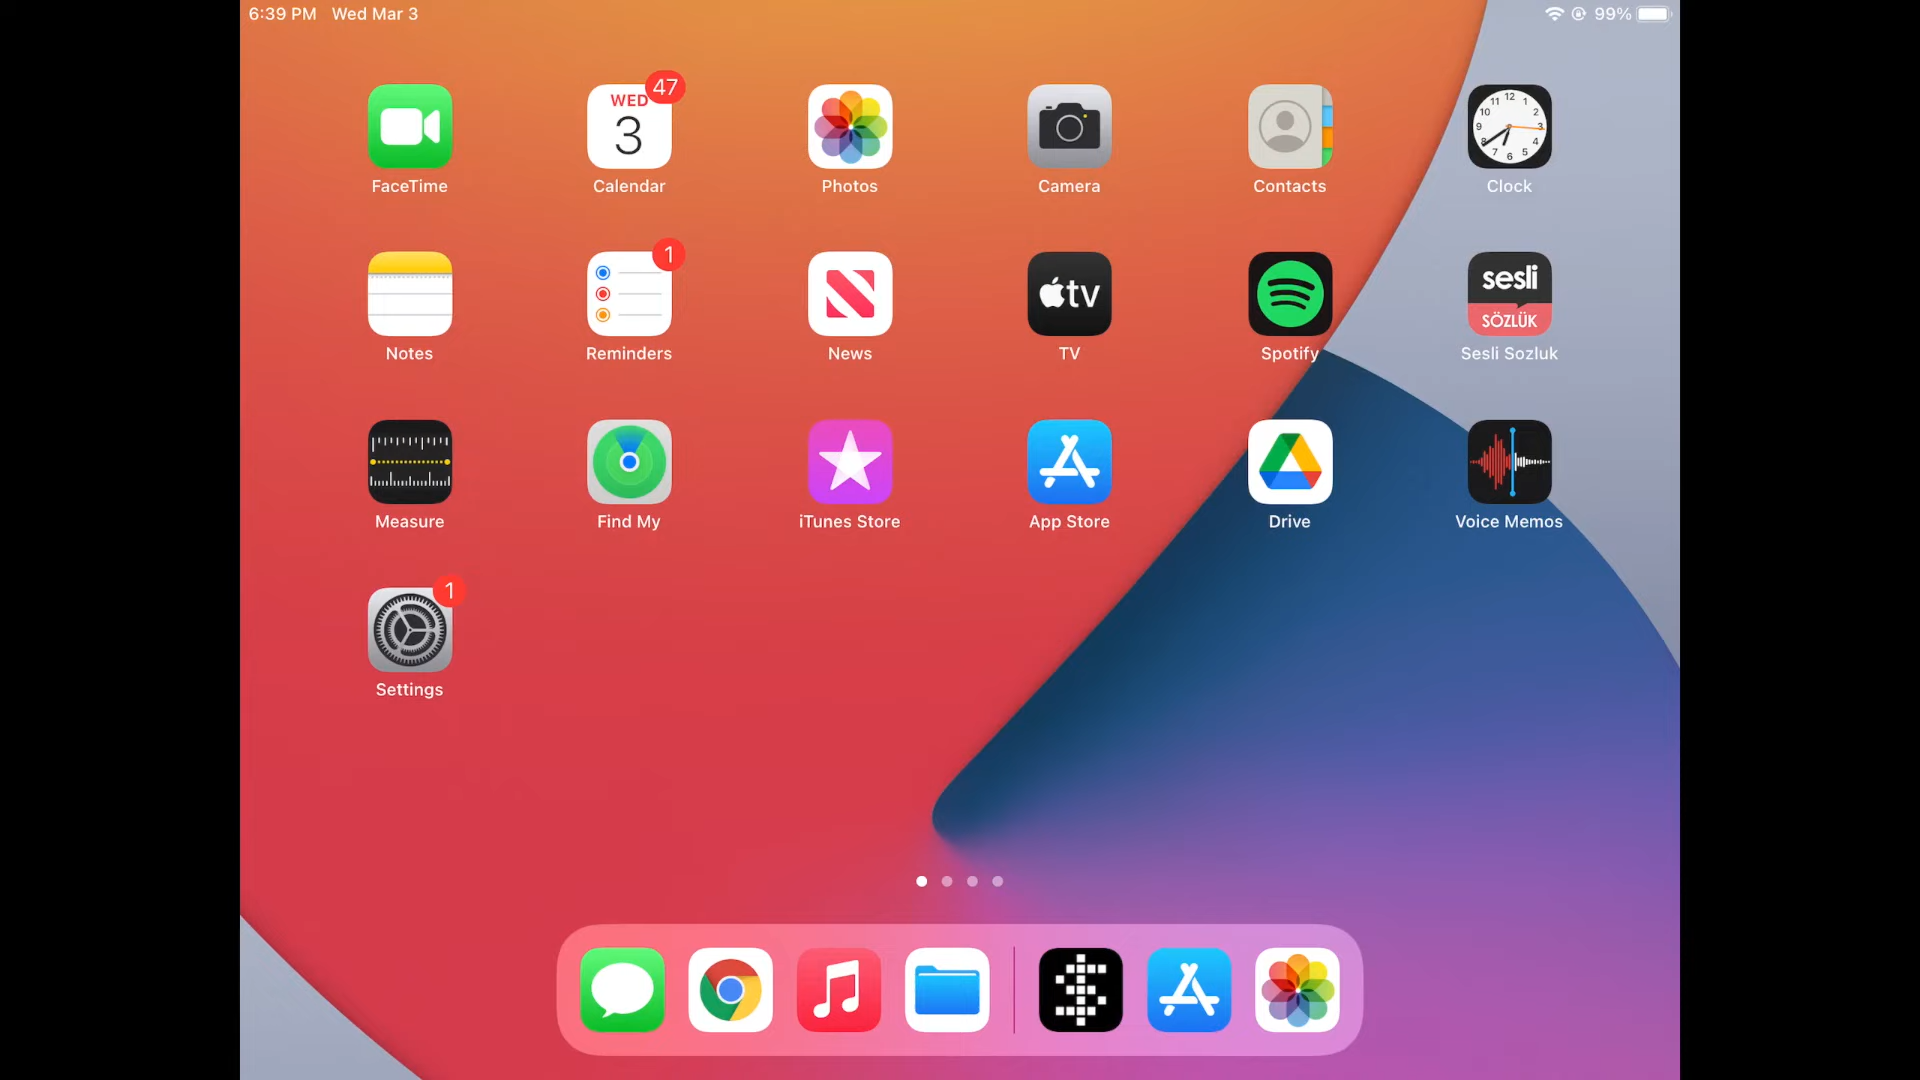 6:39 PM Wed Mar 3 99%
WED 47
3
FaceTime Calendar Photos Camera Contacts Clock
1
tv
sesli
SÖZLÜK
Notes Reminders News TV Spotify Sesli Sozluk
Measure Find My iTunes Store App Store Drive Voice Memos
1
Settings